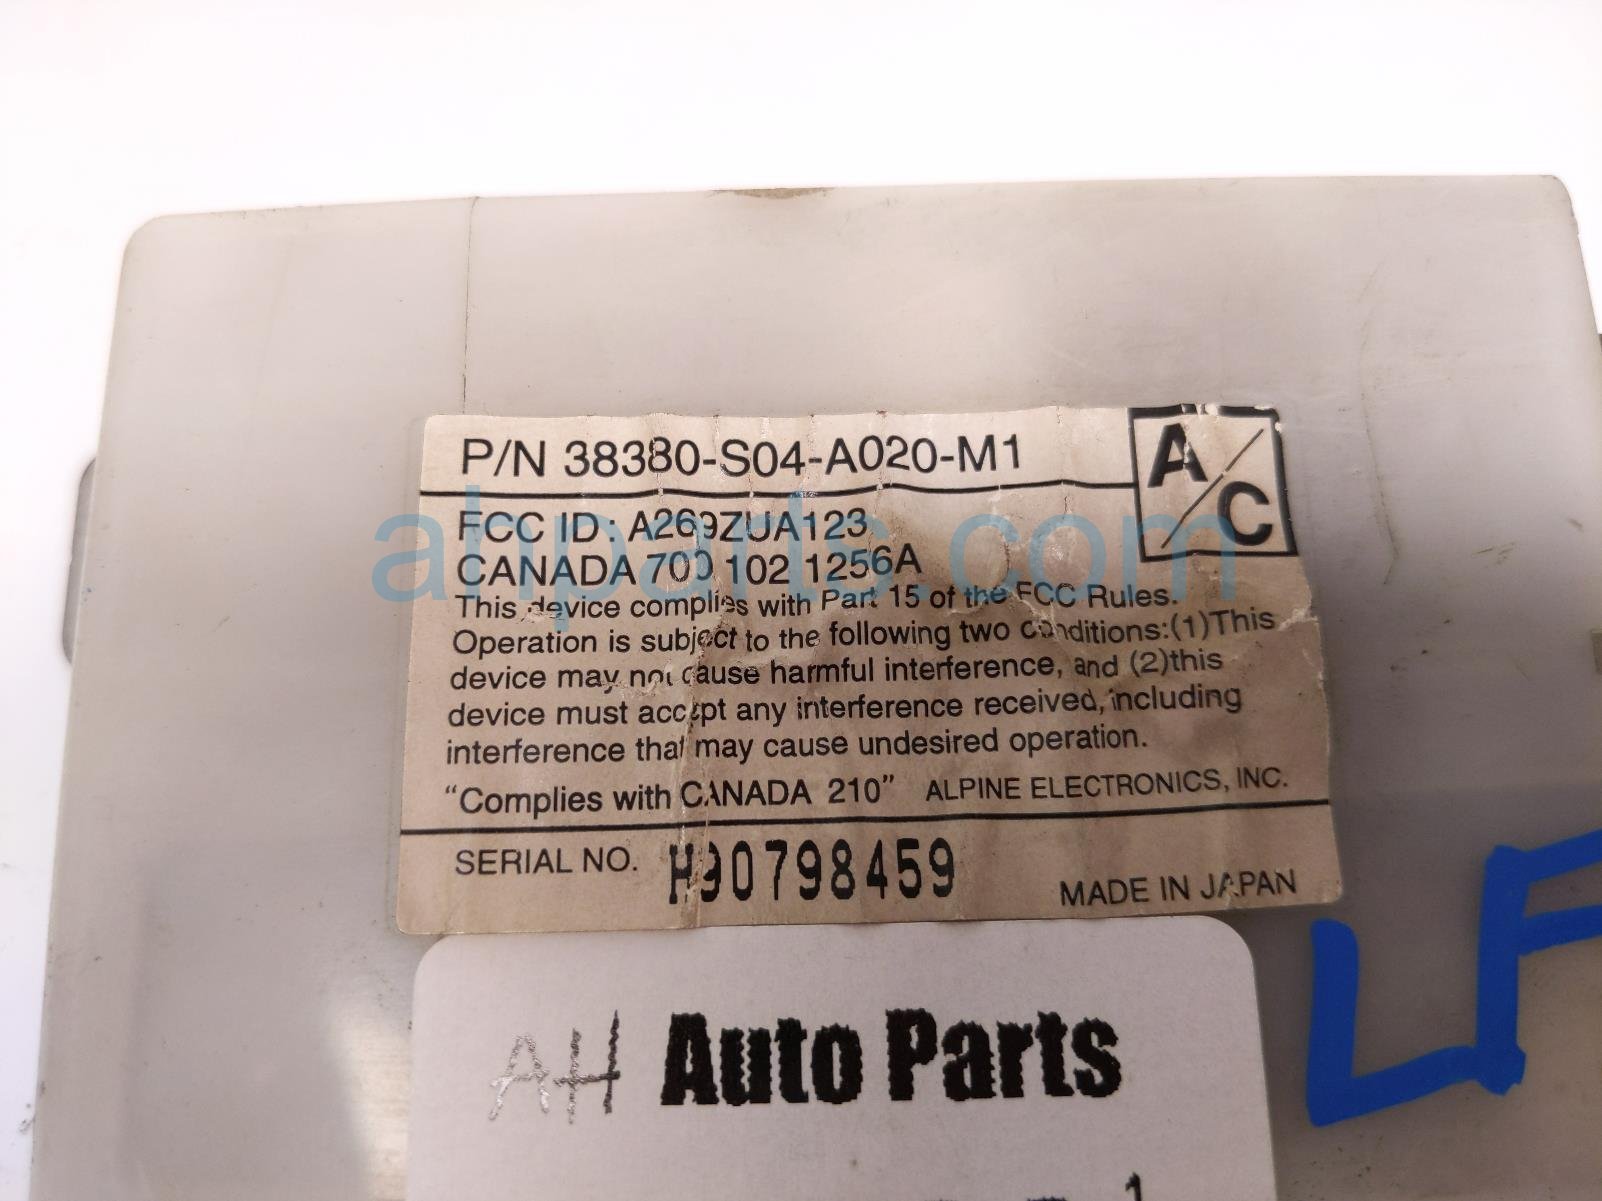 P/N 38380-S04-A020-M1
A/C
FCC ID: A269ZUA123
CANADA 700 102 1256A
This device complies with Part 15 of the FCC Rules.
Operation is subject to the following two conditions:(1)This
device may not cause harmful interference, and (2)this
device must accept any interference received, including
interference that may cause undesired operation.
"Complies with CANADA 210" ALPINE ELECTRONICS, INC.
SERIAL NO. H90798459
MADE IN JAPAN
ahparts.com
LF
AH Auto Parts
1